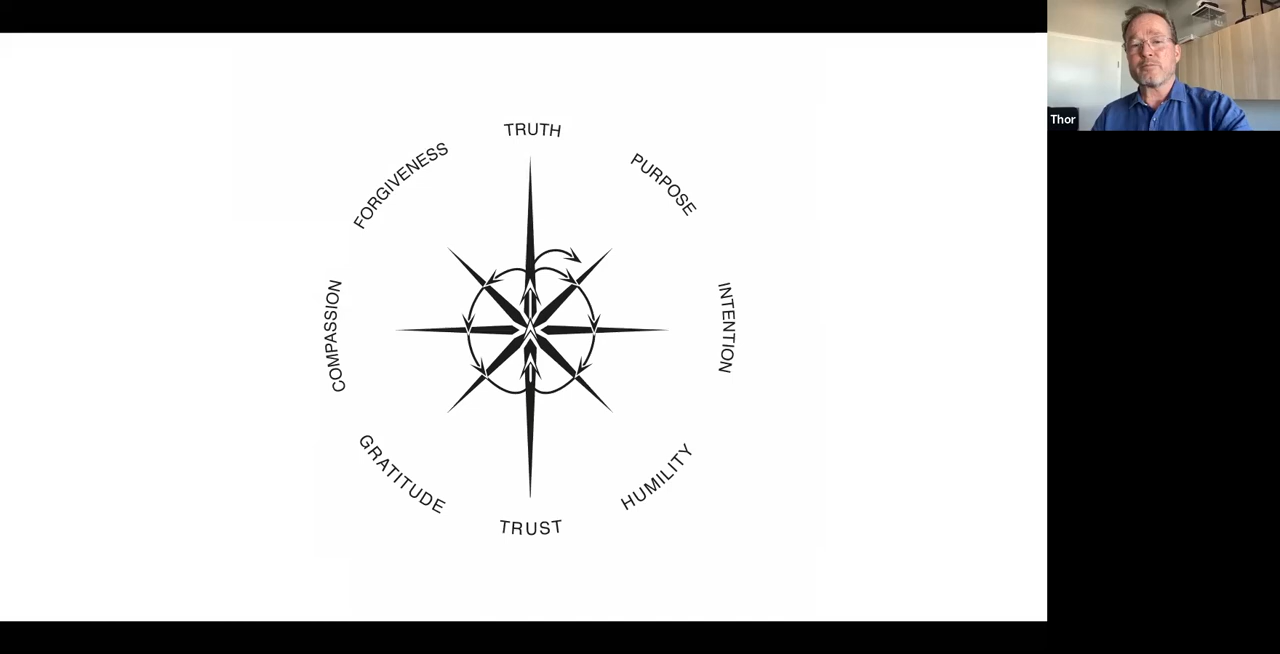 TRUTH
PURPOSE
INTENTION
HUMILITY
TRUST
GRATITUDE
COMPASSION
FORGIVENESS
Thor